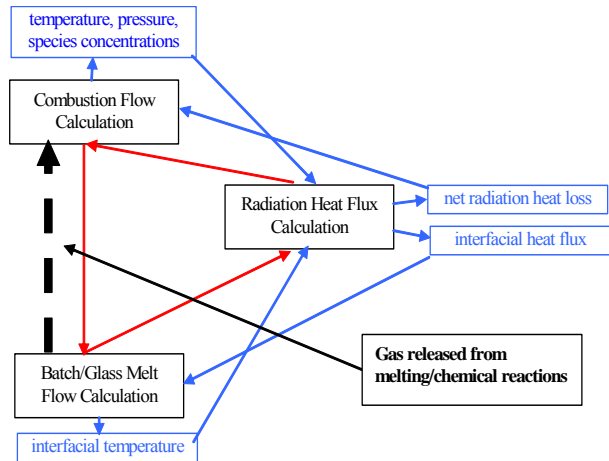 temperature, pressure,
species concentrations
Combustion Flow
Calculation
Radiation Heat Flux
Calculation
net radiation heat loss
interfacial heat flux
Gas released from
melting/chemical reactions
Batch/Glass Melt
Flow Calculation
interfacial temperature